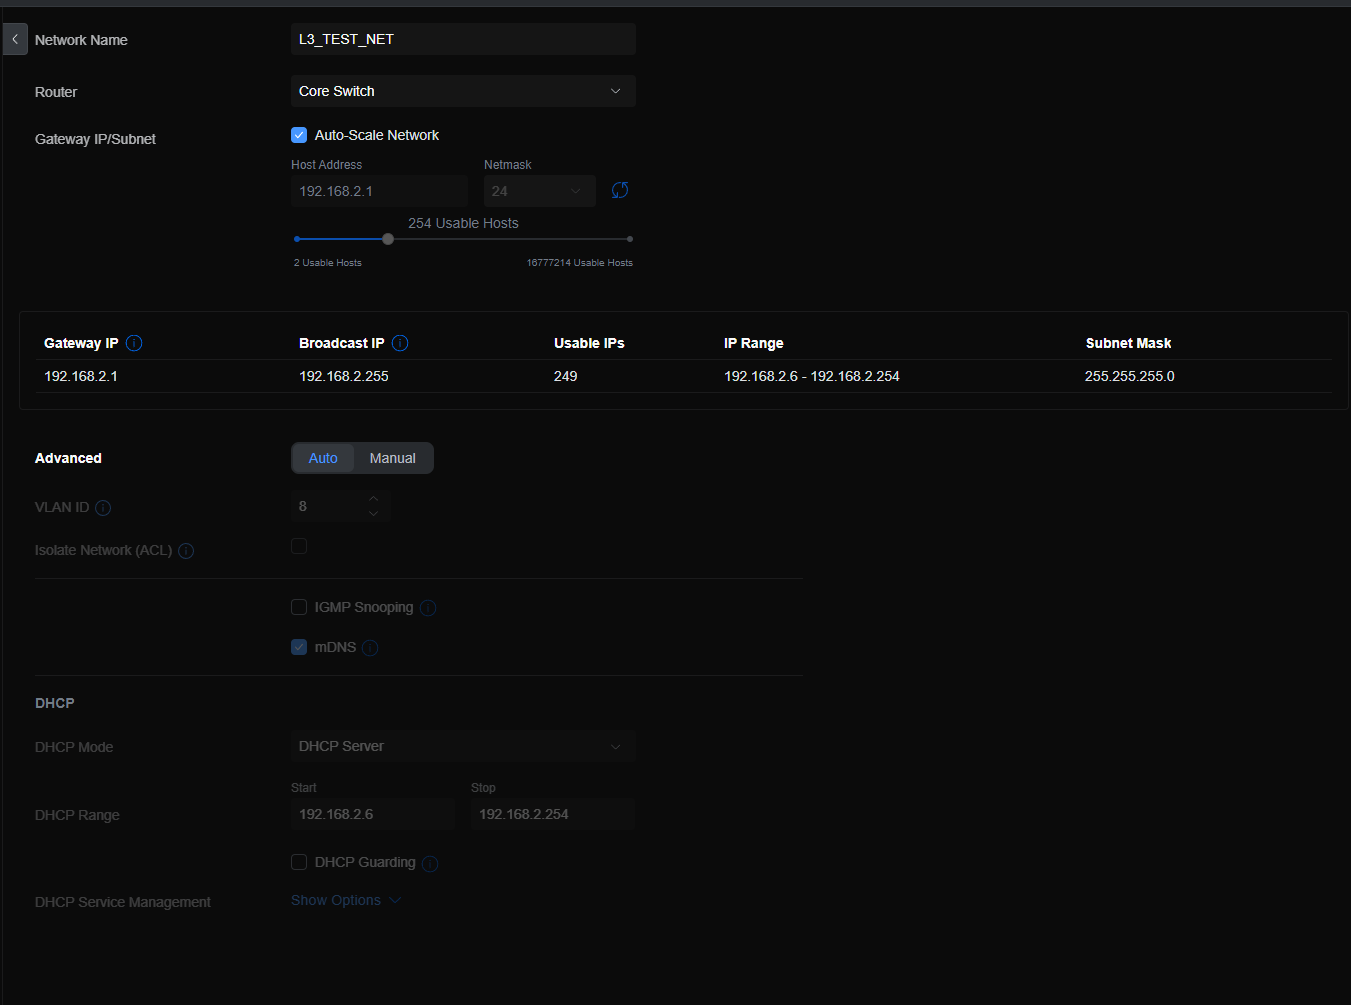 Network Name
L3_TEST_NET
Router
Core Switch
Gateway IP/Subnet
Auto-Scale Network
Host Address Netmask
192.168.2.1 24
254 Usable Hosts
2 Usable Hosts 16777214 Usable Hosts
Gateway IP Broadcast IP Usable IPs IP Range Subnet Mask
192.168.2.1 192.168.2.255 249 192.168.2.6 - 192.168.2.254 255.255.255.0
Advanced Auto Manual
VLAN ID 8
Isolate Network (ACL)
IGMP Snooping
mDNS
DHCP
DHCP Mode DHCP Server
Start Stop
DHCP Range 192.168.2.6 192.168.2.254
DHCP Guarding
DHCP Service Management Show Options